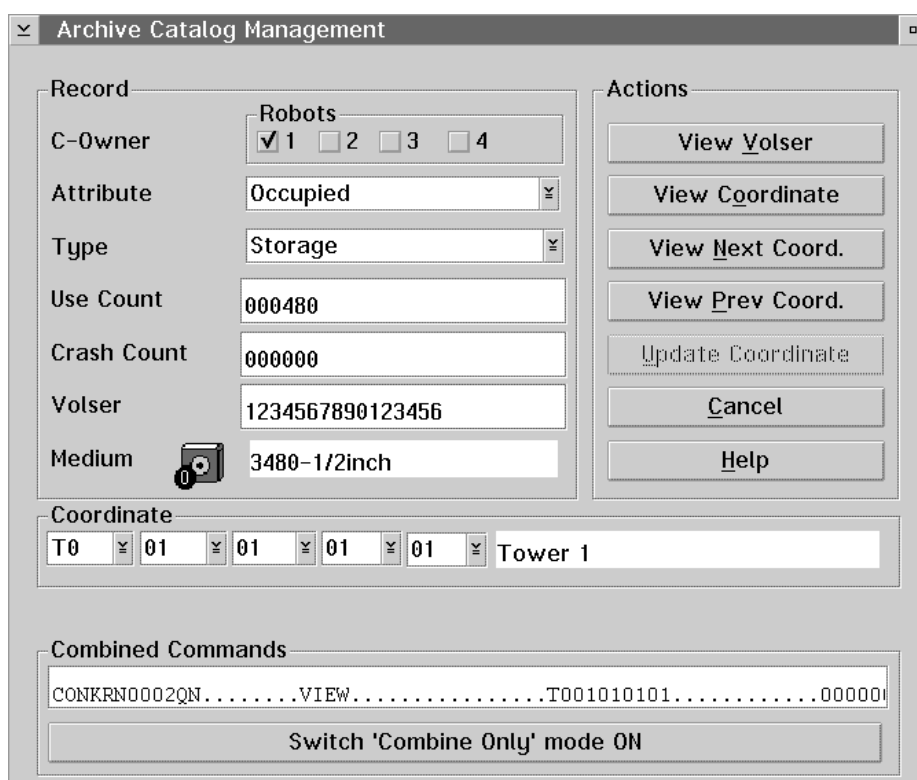 Archive Catalog Management
Record
Robots
C-Owner 1 2 3 4
Attribute Occupied
Type Storage
Use Count 000480
Crash Count 000000
Volser 1234567890123456
Medium 0 3480-1/2inch
Actions
View Volser
View Coordinate
View Next Coord.
View Prev Coord.
Update Coordinate
Cancel
Help
Coordinate
T0 01 01 01 01 Tower 1
Combined Commands
CONKRN0002QN........VIEW................T001010101............00000
Switch 'Combine Only' mode ON